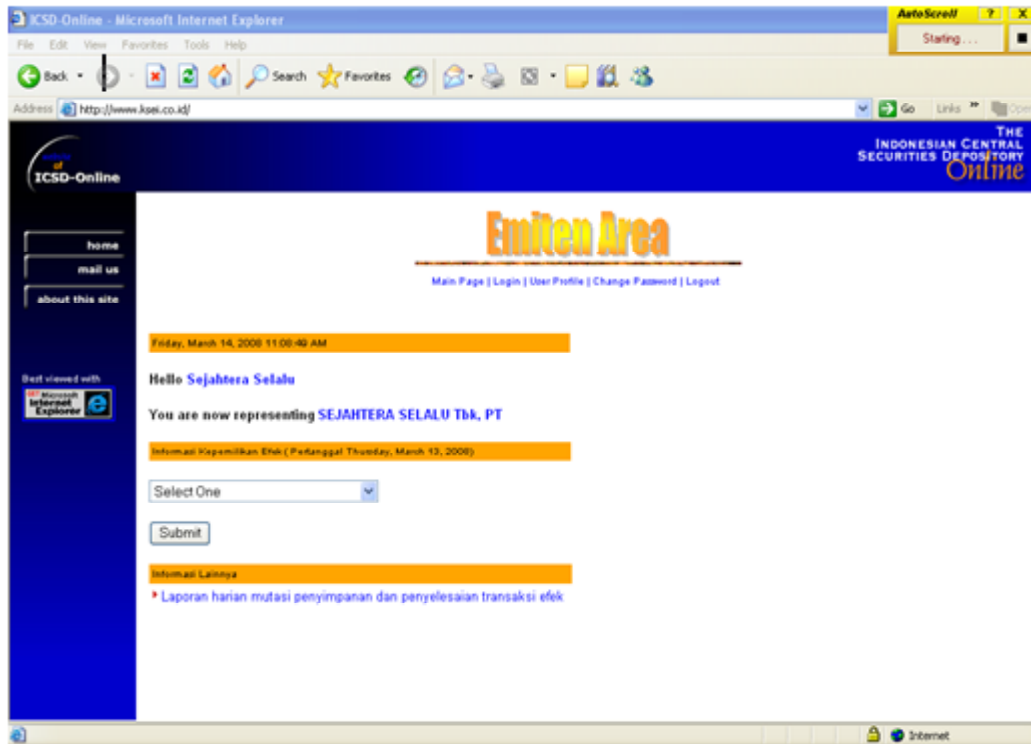 ICSD-Online - Microsoft Internet Explorer
AutoScroll ? X
File Edit View Favorites Tools Help
Starting . . .
Back Search Favorites
Address http://www.ksei.co.id/ Go Links
THE
INDONESIAN CENTRAL
SECURITIES DEPOSITORY
Online
of
ICSD-Online
Emiten Area
home
mail us
Main Page | Login | User Profile | Change Password | Logout
about this site
Friday, March 14, 2008 11:08:49 AM
Best viewed with
Microsoft
Internet
Explorer
Hello Sejahtera Selalu
You are now representing SEJAHTERA SELALU Tbk, PT
Informasi Kepemilikan Efek ( Pertanggal Thursday, March 13, 2008)
Select One
Submit
Informasi Lainnya
Laporan harian mutasi penyimpanan dan penyelesaian transaksi efek
Internet